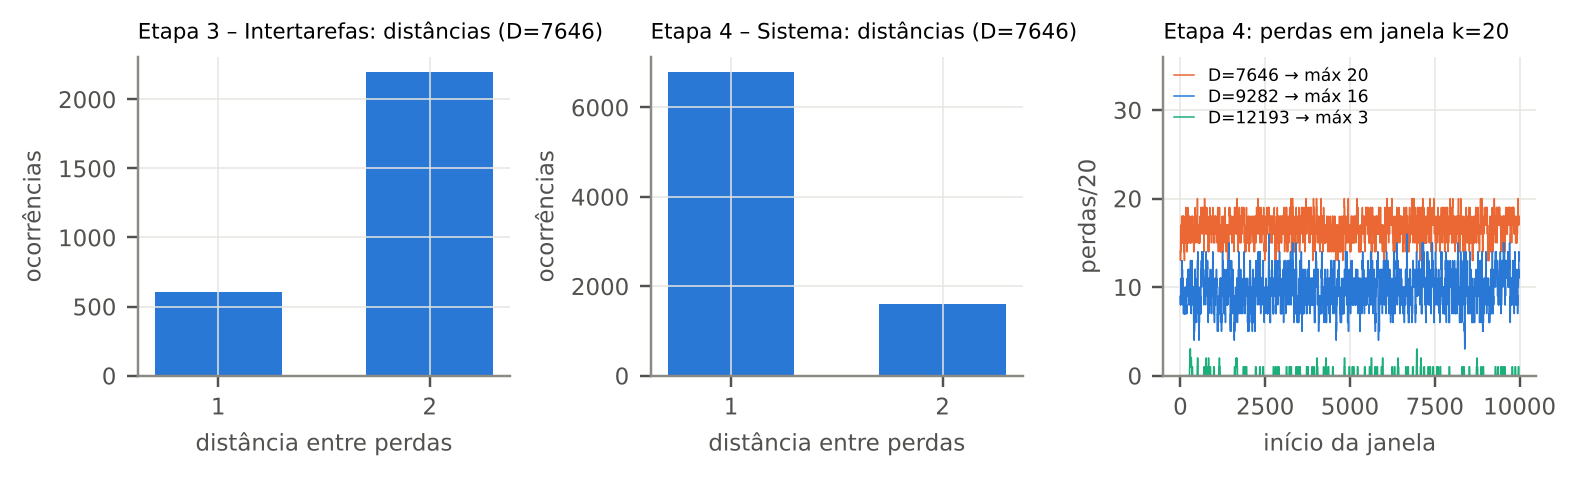 Etapa 3 – Intertarefas: distâncias (D=7646)
ocorrências
2000
1500
1000
500
0
1
2
distância entre perdas
Etapa 4 – Sistema: distâncias (D=7646)
ocorrências
6000
4000
2000
0
1
2
distância entre perdas
Etapa 4: perdas em janela k=20
D=7646 → máx 20
D=9282 → máx 16
D=12193 → máx 3
perdas/20
30
20
10
0
0
2500
5000
7500
10000
início da janela